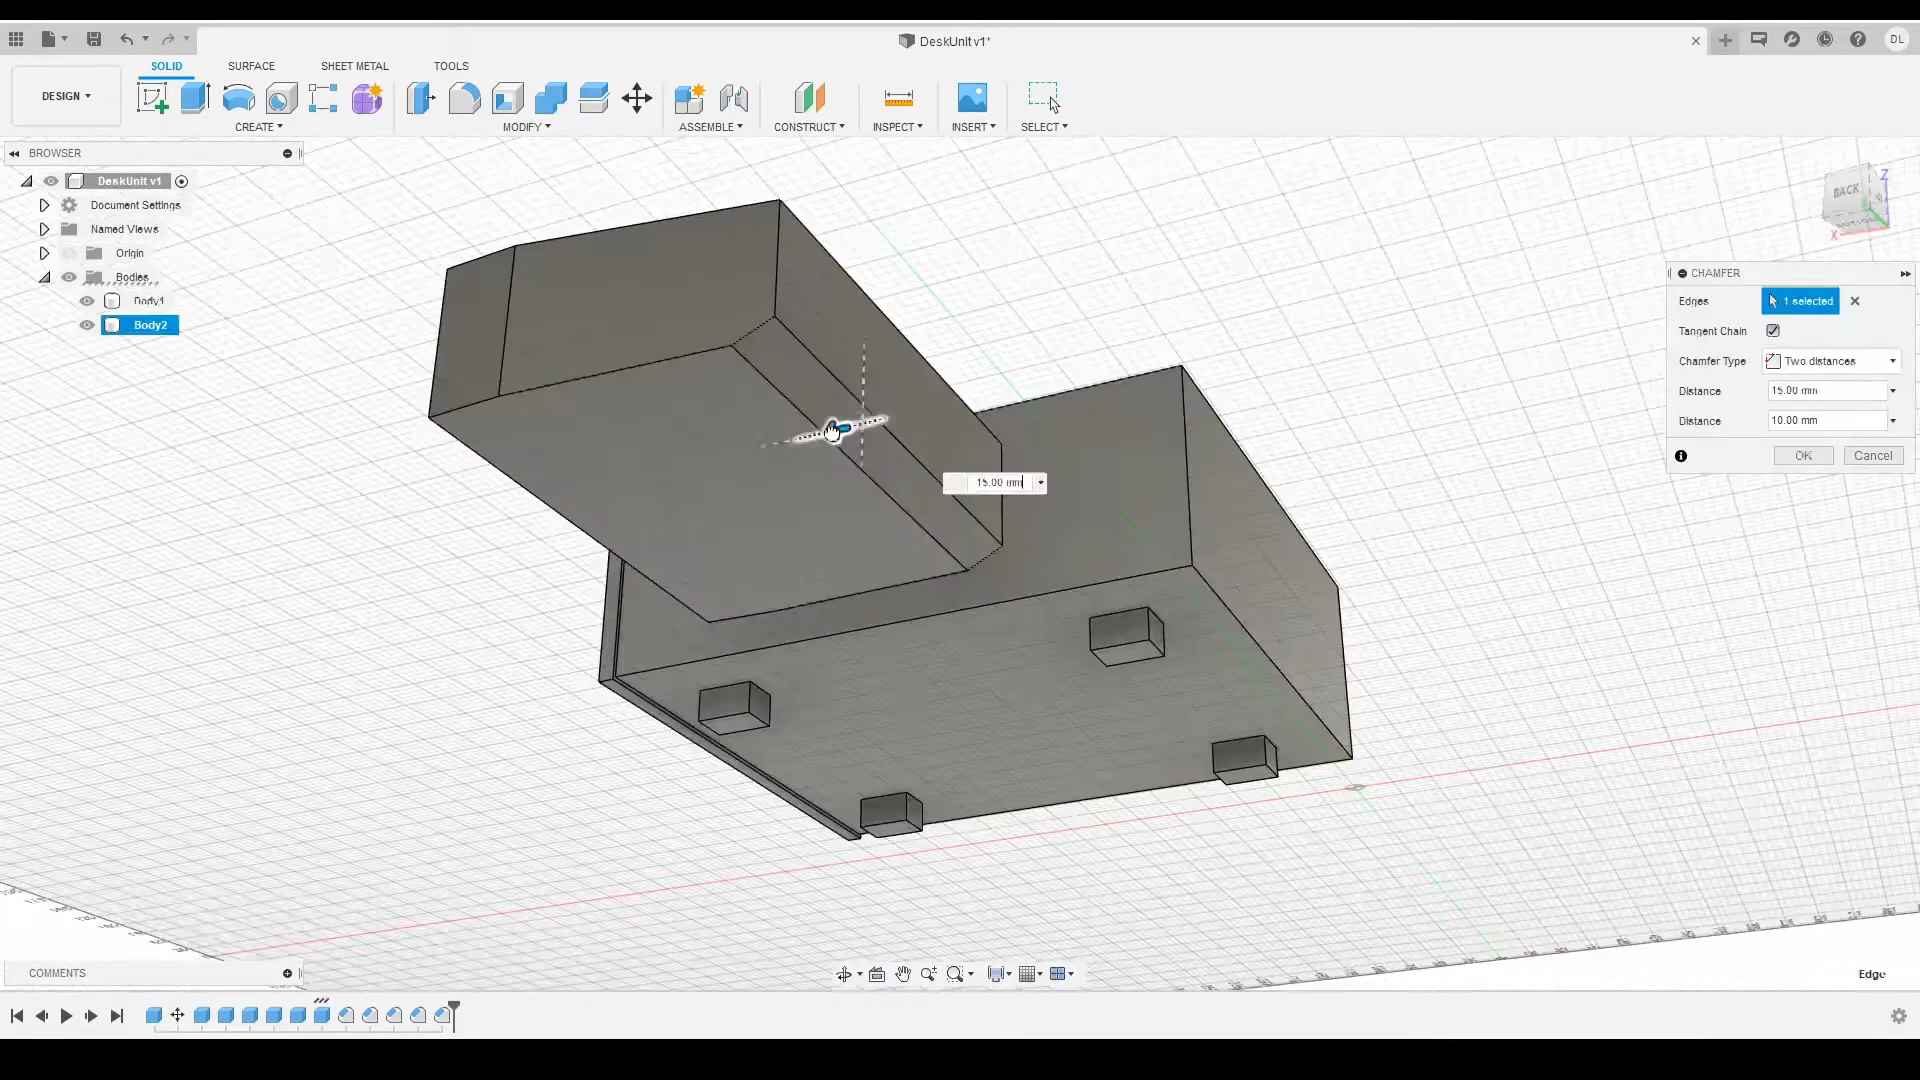 DeskUnit v1*
DL
SOLID
SURFACE
SHEET METAL
TOOLS
DESIGN
CREATE
MODIFY
ASSEMBLE
CONSTRUCT
INSPECT
INSERT
SELECT
BROWSER
DeskUnit v1
Document Settings
Named Views
Origin
Bodies
Body1
Body2
BACK
Z
X
CHAMFER
Edges
1 selected
Tangent Chain
Chamfer Type
Two distances
Distance
15.00 mm
Distance
10.00 mm
OK
Cancel
15.00 mm
COMMENTS
Edge